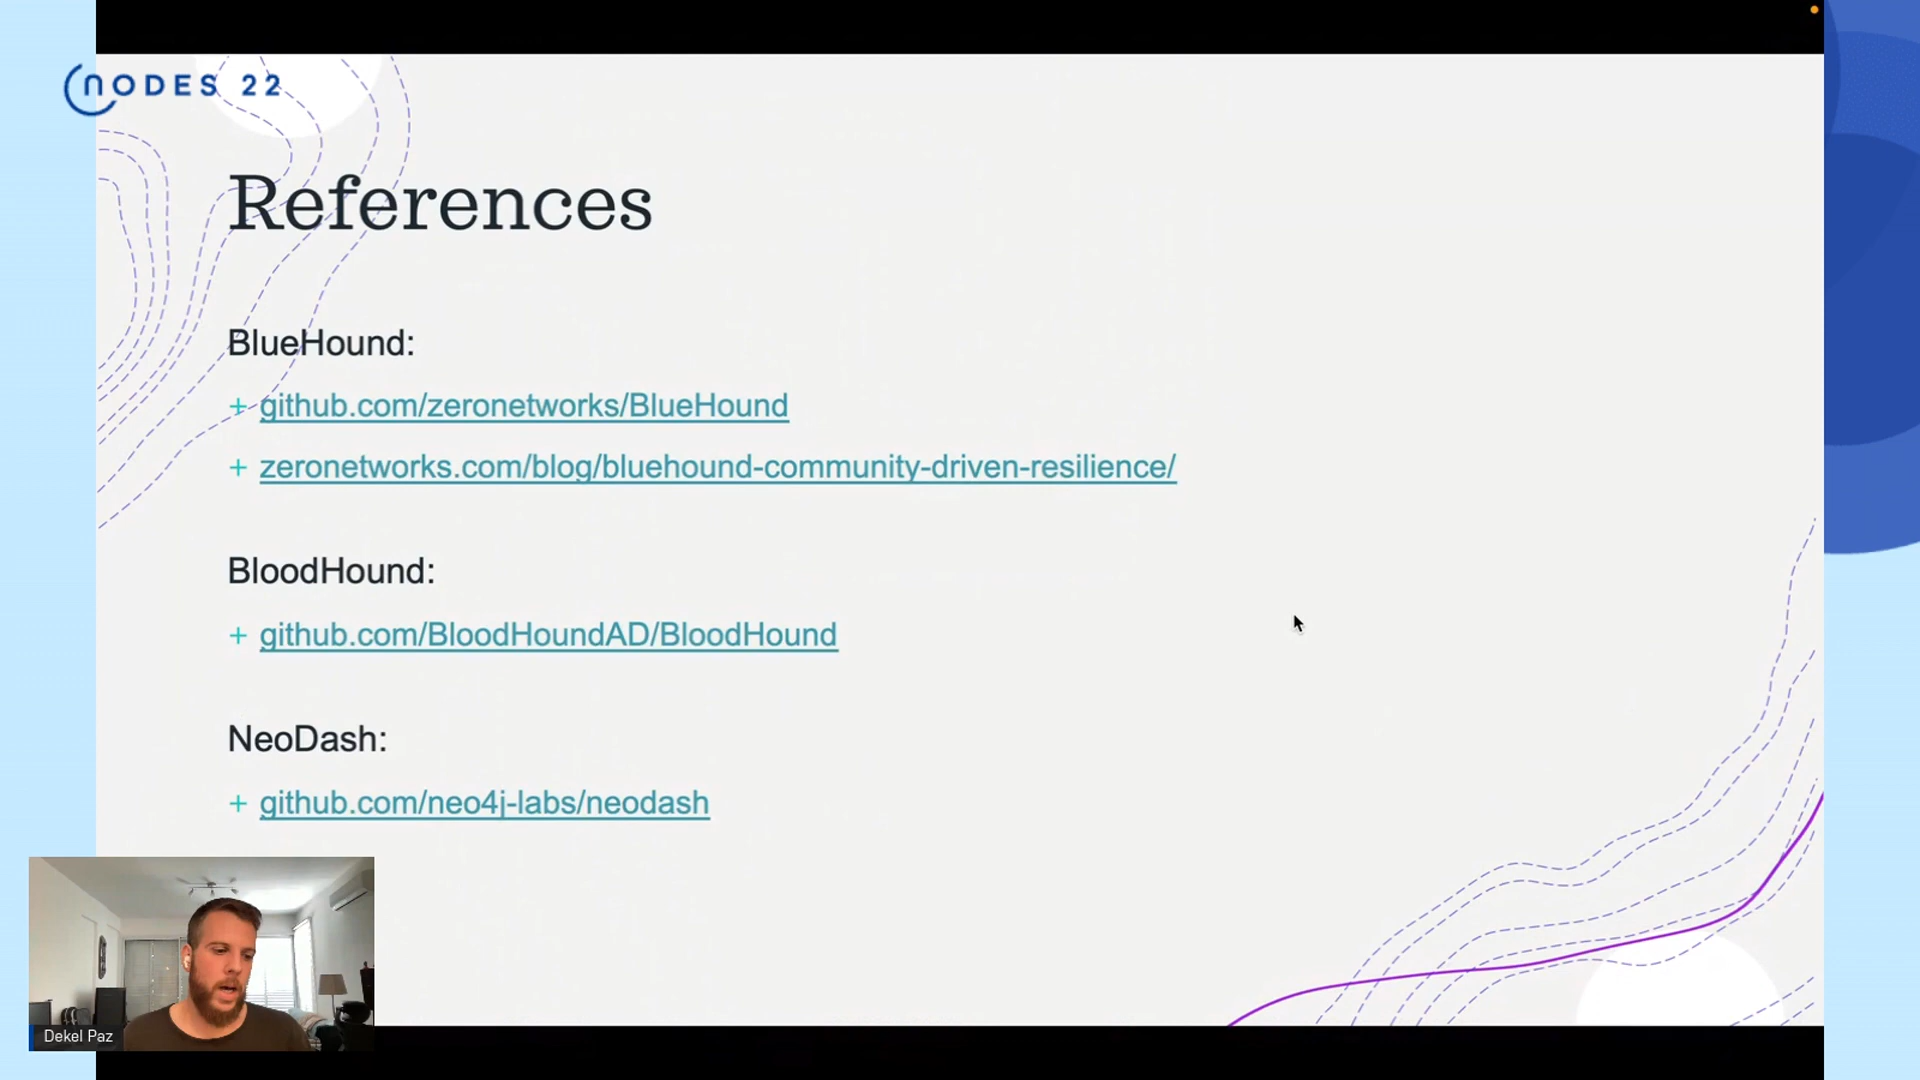 NODES 22
References
BlueHound:
+ github.com/zeronetworks/BlueHound
+ zeronetworks.com/blog/bluehound-community-driven-resilience/
BloodHound:
+ github.com/BloodHoundAD/BloodHound
NeoDash:
+ github.com/neo4j-labs/neodash
Dekel Paz